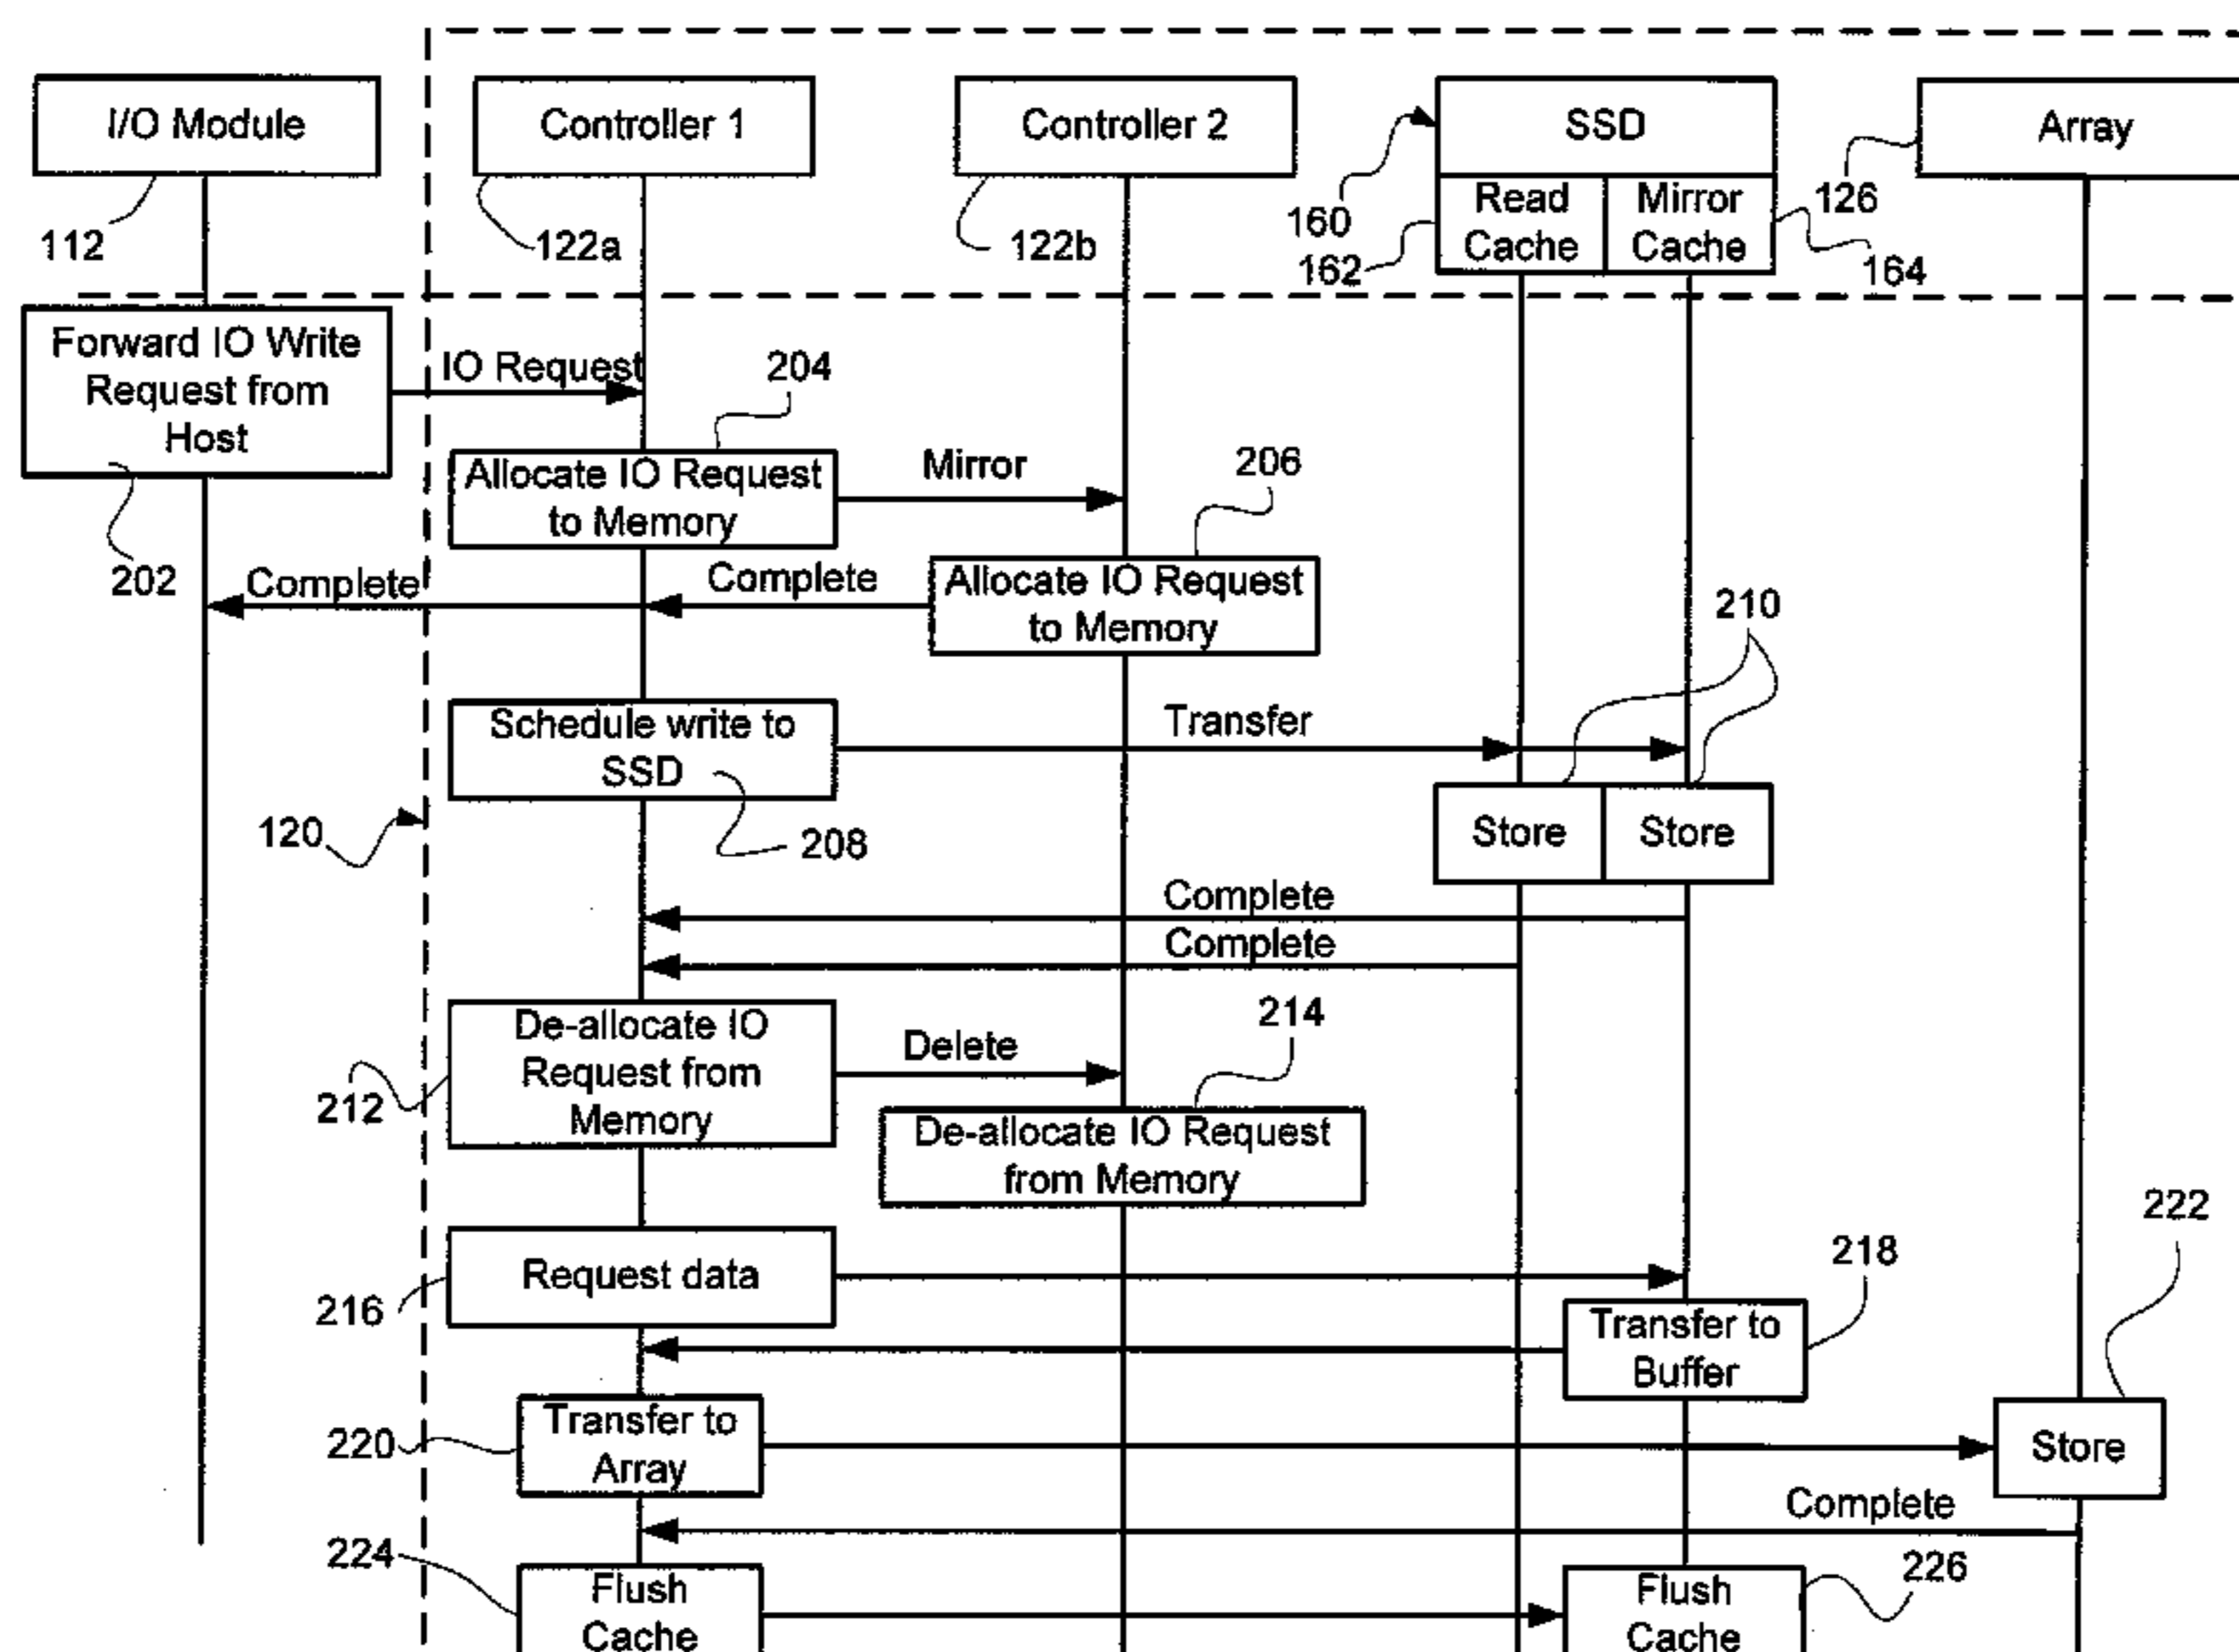 I/O Module
Controller 1
Controller 2
SSD
Array
Read
Cache
Mirror
Cache
112
122a
122b
160
162
126
164
Forward IO Write
Request from
Host
IO Request
204
Allocate IO Request
to Memory
Mirror
206
202
Complete
Complete
Allocate IO Request
to Memory
210
Schedule write to
SSD
Transfer
120
208
Store
Store
Complete
Complete
De-allocate IO
Request from
Memory
212
Delete
214
De-allocate IO Request
from Memory
222
Request data
216
218
Transfer to
Buffer
220
Transfer to
Array
Store
Complete
224
Flush
Cache
Flush
Cache
226